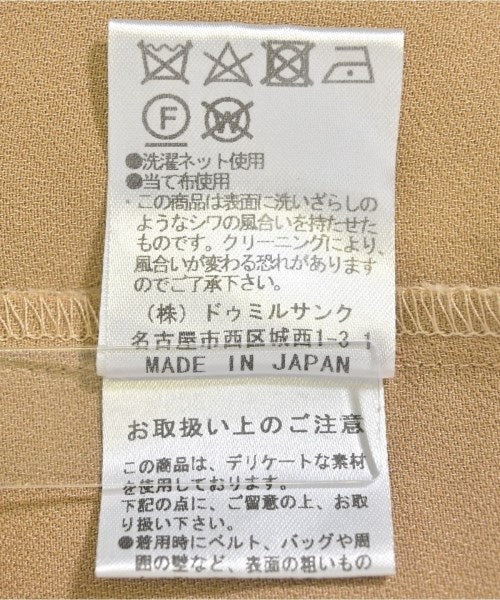 F W
●洗濯ネット使用
●当て布使用
・この商品は表面に洗いざらしの
ようなシワの風合いを持たせた
ものです。クリーニングにより、
風合いが変わる恐れがあります
のでご了承下さい。
(株) ドゥミルサンク
名古屋市西区城西1-3 1
MADE IN JAPAN
お取扱い上のご注意
この商品は、デリケートな素材
を使用しております。
下記の点に、ご留意の上、お取
り扱い下さい。
●着用時にベルト、バッグや周
囲の壁など、表面の粗いもの